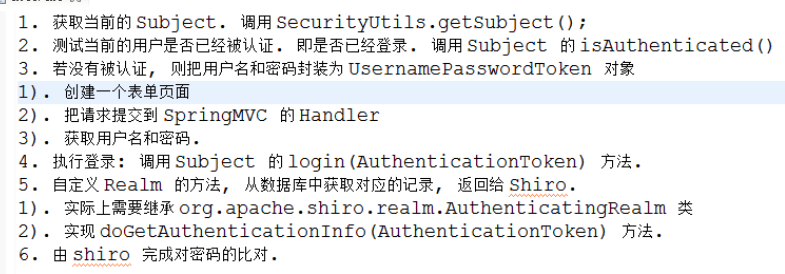 1. 获取当前的 Subject. 调用 SecurityUtils.getSubject();
2. 测试当前的用户是否已经被认证. 即是否已经登录. 调用 Subject 的 isAuthenticated()
3. 若没有被认证, 则把用户名和密码封装为 UsernamePasswordToken 对象
1). 创建一个表单页面
2). 把请求提交到 SpringMVC 的 Handler
3). 获取用户名和密码.
4. 执行登录: 调用 Subject 的 login(AuthenticationToken) 方法.
5. 自定义 Realm 的方法, 从数据库中获取对应的记录, 返回给 Shiro.
1). 实际上需要继承 org.apache.shiro.realm.AuthenticatingRealm 类
2). 实现 doGetAuthenticationInfo(AuthenticationToken) 方法.
6. 由 shiro 完成对密码的比对.